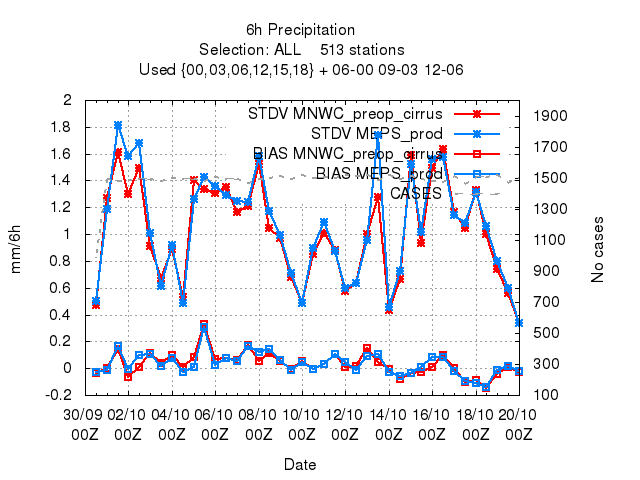 6h Precipitation
Selection: ALL    513 stations
Used {00,03,06,12,15,18} + 06-00 09-03 12-06
STDV MNWC_preop_cirrus
STDV MEPS_prod
BIAS MNWC_preop_cirrus
BIAS MEPS_prod
CASES
mm/6h
2
1.8
1.6
1.4
1.2
1
0.8
0.6
0.4
0.2
0
-0.2
No cases
1900
1700
1500
1300
1100
900
700
500
300
100
30/09 02/10 04/10 06/10 08/10 10/10 12/10 14/10 16/10 18/10 20/10
00Z 00Z 00Z 00Z 00Z 00Z 00Z 00Z 00Z 00Z 00Z
Date